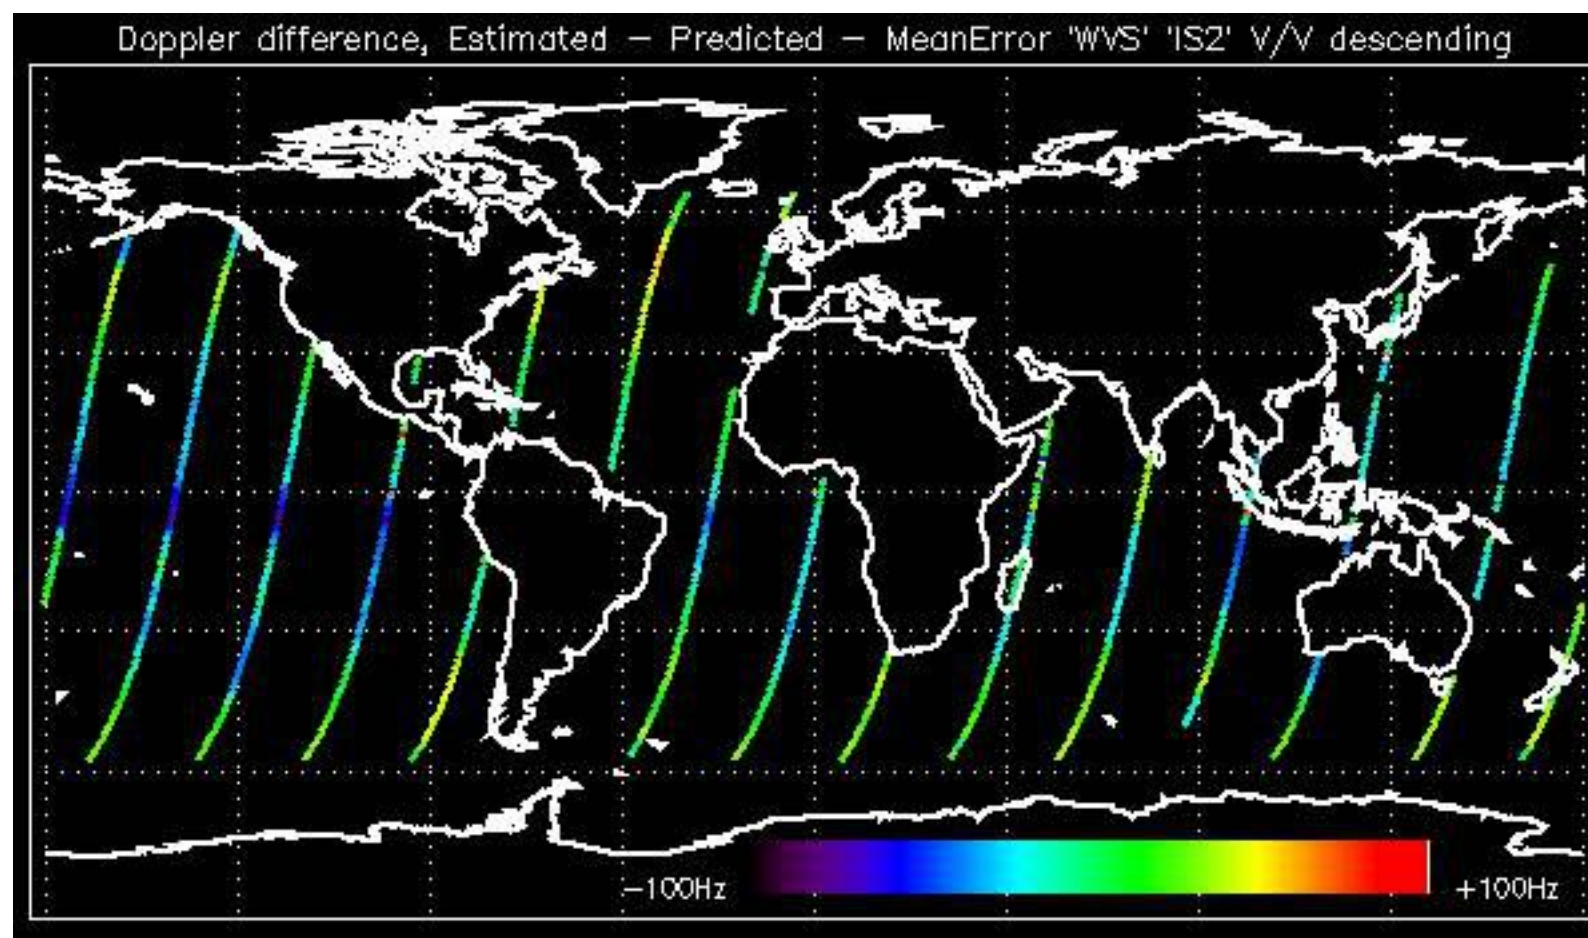 Doppler difference, Estimated – Predicted – MeanError 'WVS' 'IS2' V/V descending
−100Hz +100Hz